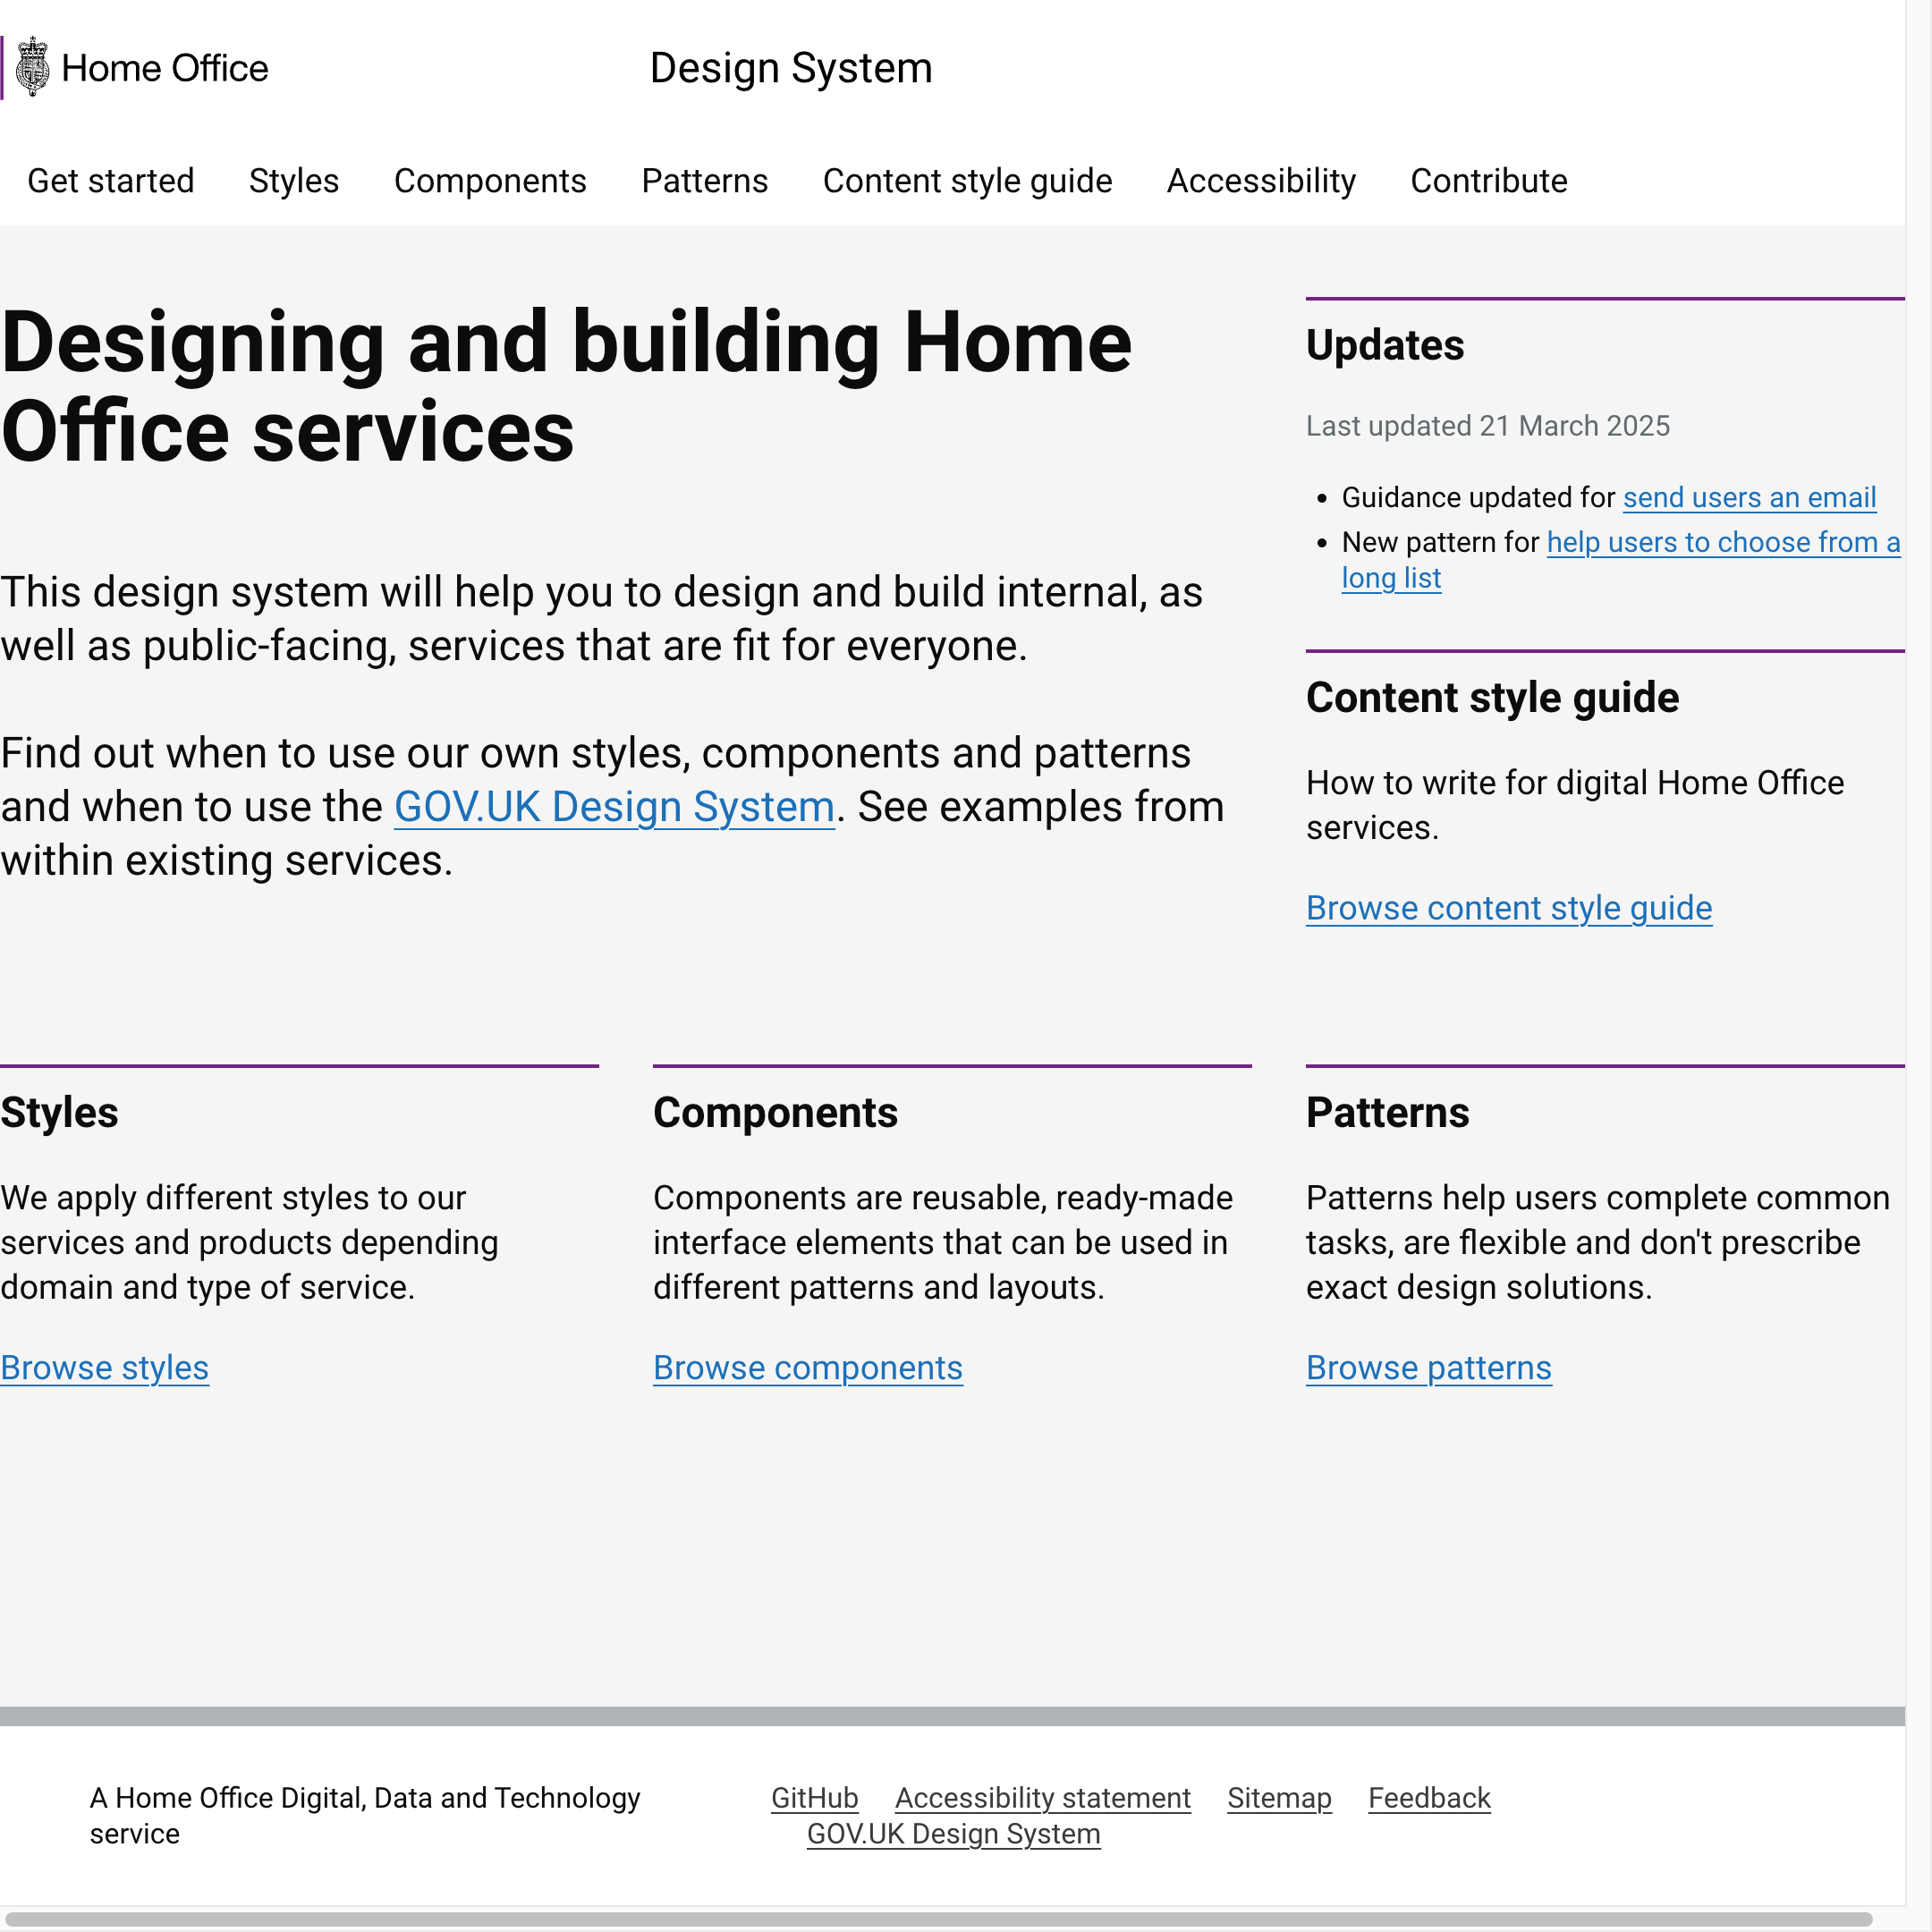 Home Office
Design System
Get started Styles Components Patterns Content style guide Accessibility Contribute
Designing and building Home
Office services
This design system will help you to design and build internal, as
well as public-facing, services that are fit for everyone.
Find out when to use our own styles, components and patterns
and when to use the GOV.UK Design System. See examples from
within existing services.
Updates
Last updated 21 March 2025
• Guidance updated for send users an email
• New pattern for help users to choose from a
long list
Content style guide
How to write for digital Home Office
services.
Browse content style guide
Styles
We apply different styles to our
services and products depending
domain and type of service.
Browse styles
Components
Components are reusable, ready-made
interface elements that can be used in
different patterns and layouts.
Browse components
Patterns
Patterns help users complete common
tasks, are flexible and don't prescribe
exact design solutions.
Browse patterns
A Home Office Digital, Data and Technology
service
GitHub Accessibility statement Sitemap Feedback
GOV.UK Design System